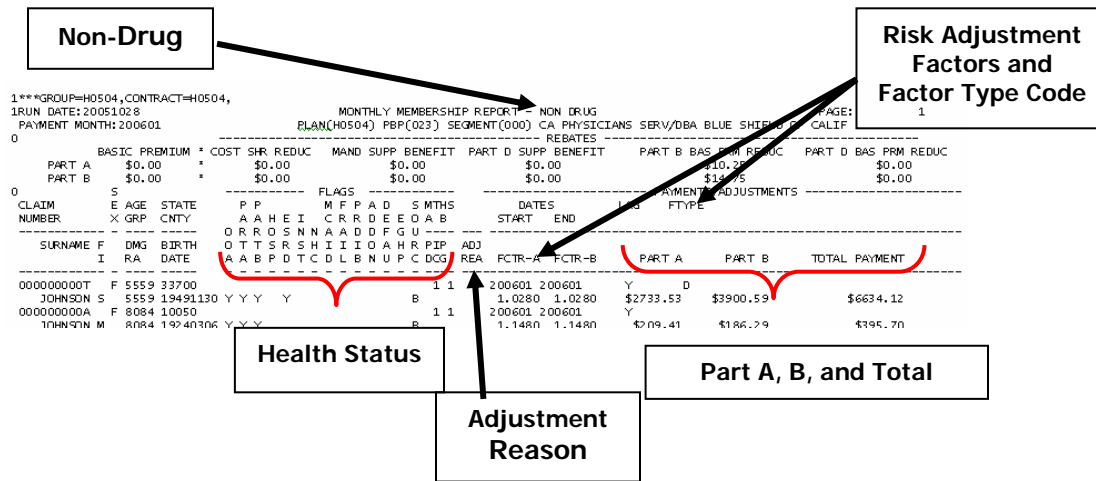 Non-Drug
Risk Adjustment
Factors and
Factor Type Code
1***GROUP=H0504,CONTRACT=H0504,
1RUN DATE:20051028 MONTHLY MEMBERSHIP REPORT - NON DRUG PAGE: 1
PAYMENT MONTH:200601 PLAN(H0504) PBP(023) SEGMENT(000) CA PHYSICIANS SERV/DBA BLUE SHIELD OF CALIF
0 ---------------------------------------- REBATES ----------------------------------------
BASIC PREMIUM * COST SHR REDUC MAND SUPP BENEFIT PART D SUPP BENEFIT PART B BAS PRM REDUC PART D BAS PRM REDUC
PART A $0.00 * $0.00 $0.00 $0.00 $10.25 $0.00
PART B $0.00 * $0.00 $0.00 $0.00 $0.00
0 S --------- FLAGS --------- --------- PAYMENTS/ADJUSTMENTS ---------
CLAIM E AGE STATE P P M F P A D S MTHS DATES LAG FTYPE
NUMBER X GRP CNTY A A H E I C R R D E E O A B START END
O R R O S N N A A D D F G U
SURNAME F DMG BIRTH O T T S R S H I I I O A H R PIP ADJ
I RA DATE A A B P D T C D L B N U P C DCG REA FCTR-A FCTR-B PART A PART B TOTAL PAYMENT
000000000T F 5559 33700 1 1 200601 200601 Y D
JOHNSON S 5559 19491130 Y Y Y Y B 1.0280 1.0280 $2733.53 $3900.59 $6634.12
000000000A F 8084 10050 1 1 200601 200601 Y
JOHNSON M 8084 19240306 Y Y Y B 1.1480 1.1480 $209.41 $186.29 $395.70
Health Status
Part A, B, and Total
Adjustment
Reason